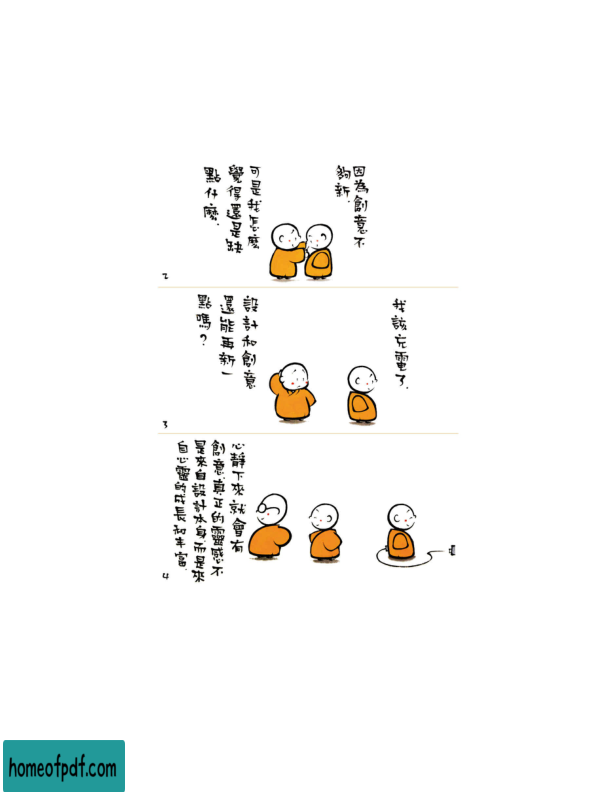 因為創意不
夠新.
可是我怎麼
覺得還是缺
點什麼.
2
我該充電了.
設計和創意
還能再新一
點嗎?
3
心靜下來就會有
創意.真正的靈感不
是來自設計本身.而是來
自心靈的成長和丰富.
4
homeofpdf.com